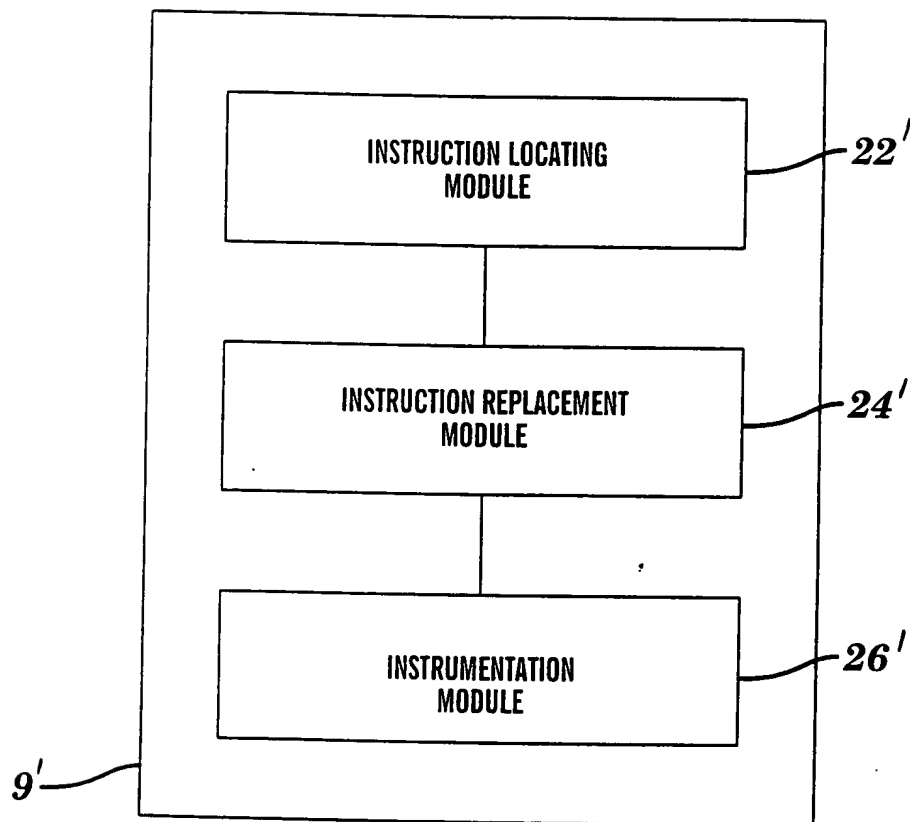 INSTRUCTION LOCATING
MODULE
22'
INSTRUCTION REPLACEMENT
MODULE
24'
INSTRUMENTATION
MODULE
26'
9'